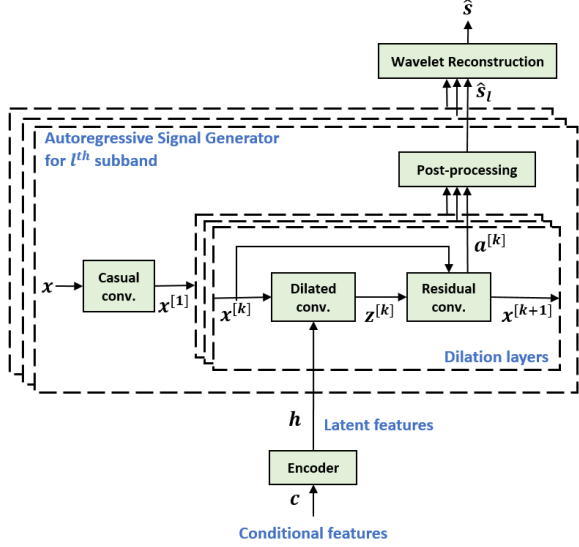 ŝ
Wavelet Reconstruction
ŝ_l
Autoregressive Signal Generator
for l^th subband
Post-processing
a^[k]
x
Casual
conv.
x^[1]
x^[k]
Dilated
conv.
z^[k]
Residual
conv.
x^[k+1]
Dilation layers
h
Latent features
Encoder
c
Conditional features